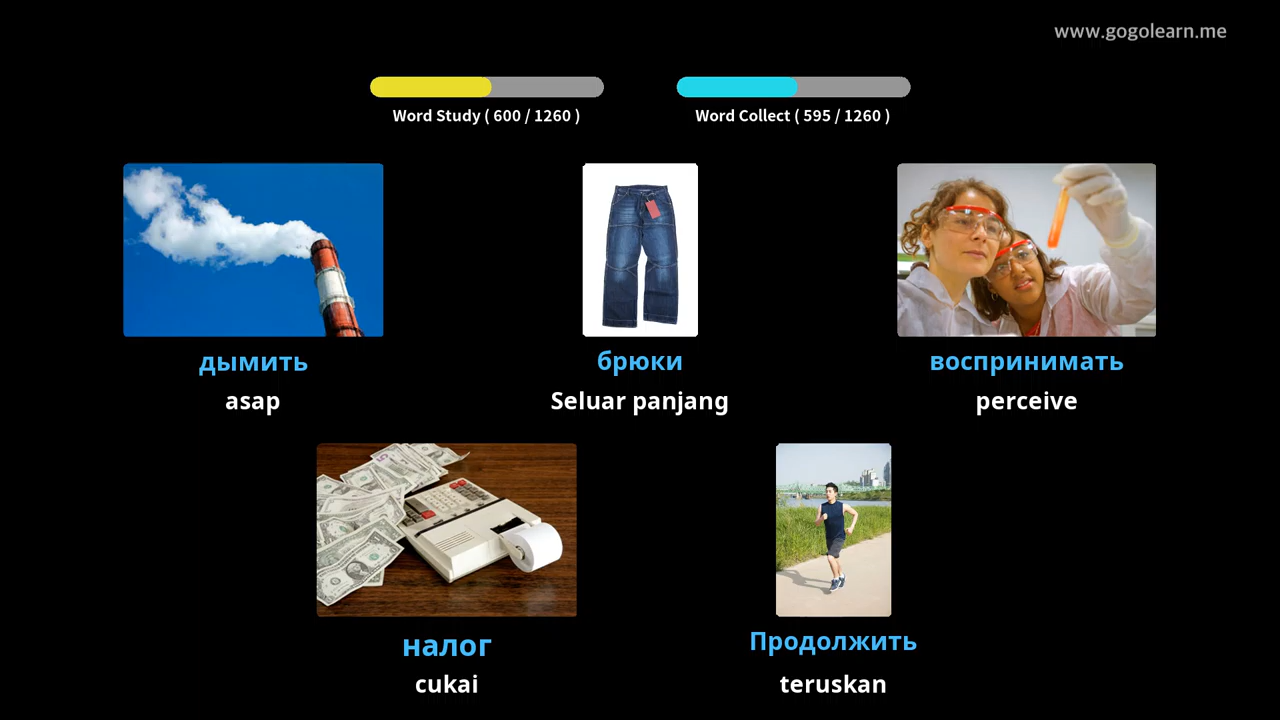 www.gogolearn.me
Word Study ( 600 / 1260 )
Word Collect ( 595 / 1260 )
дымить
asap
брюки
Seluar panjang
воспринимать
perceive
налог
cukai
Продолжить
teruskan